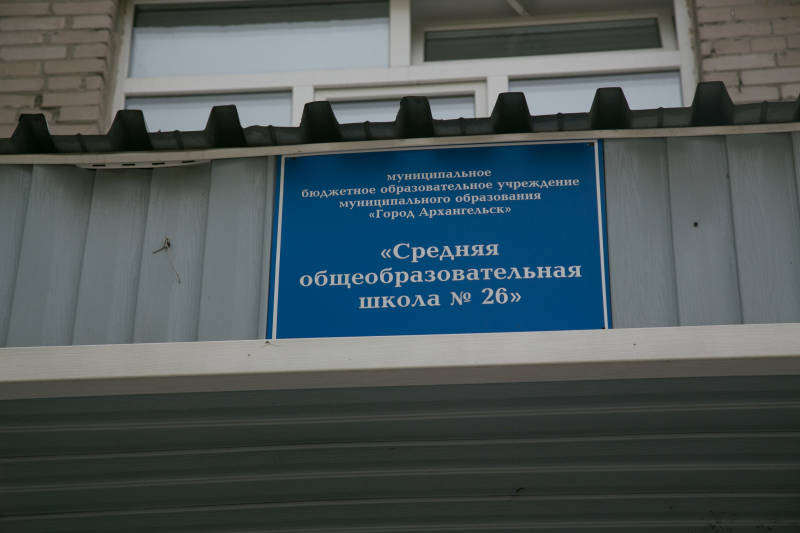 муниципальное
бюджетное образовательное учреждение
муниципального образования
«Город Архангельск»
«Средняя
общеобразовательная
школа № 26»